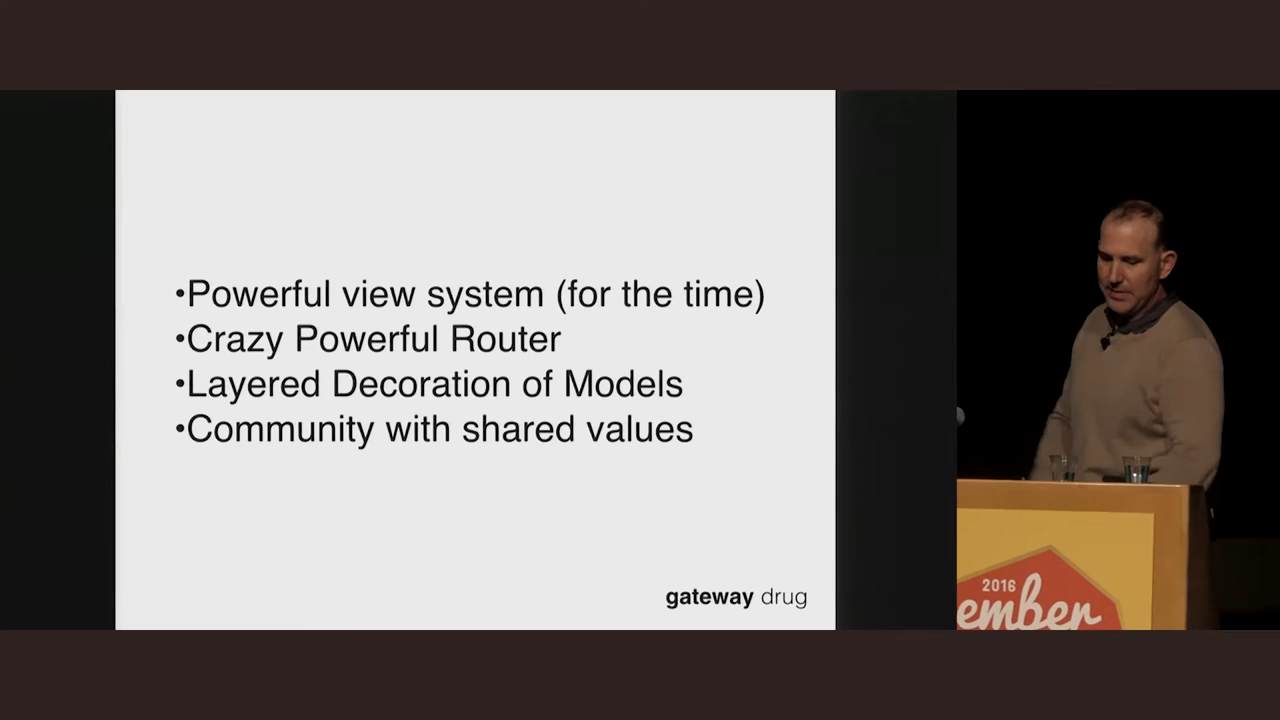 •Powerful view system (for the time)
•Crazy Powerful Router
•Layered Decoration of Models
•Community with shared values
gateway drug
2016
ember